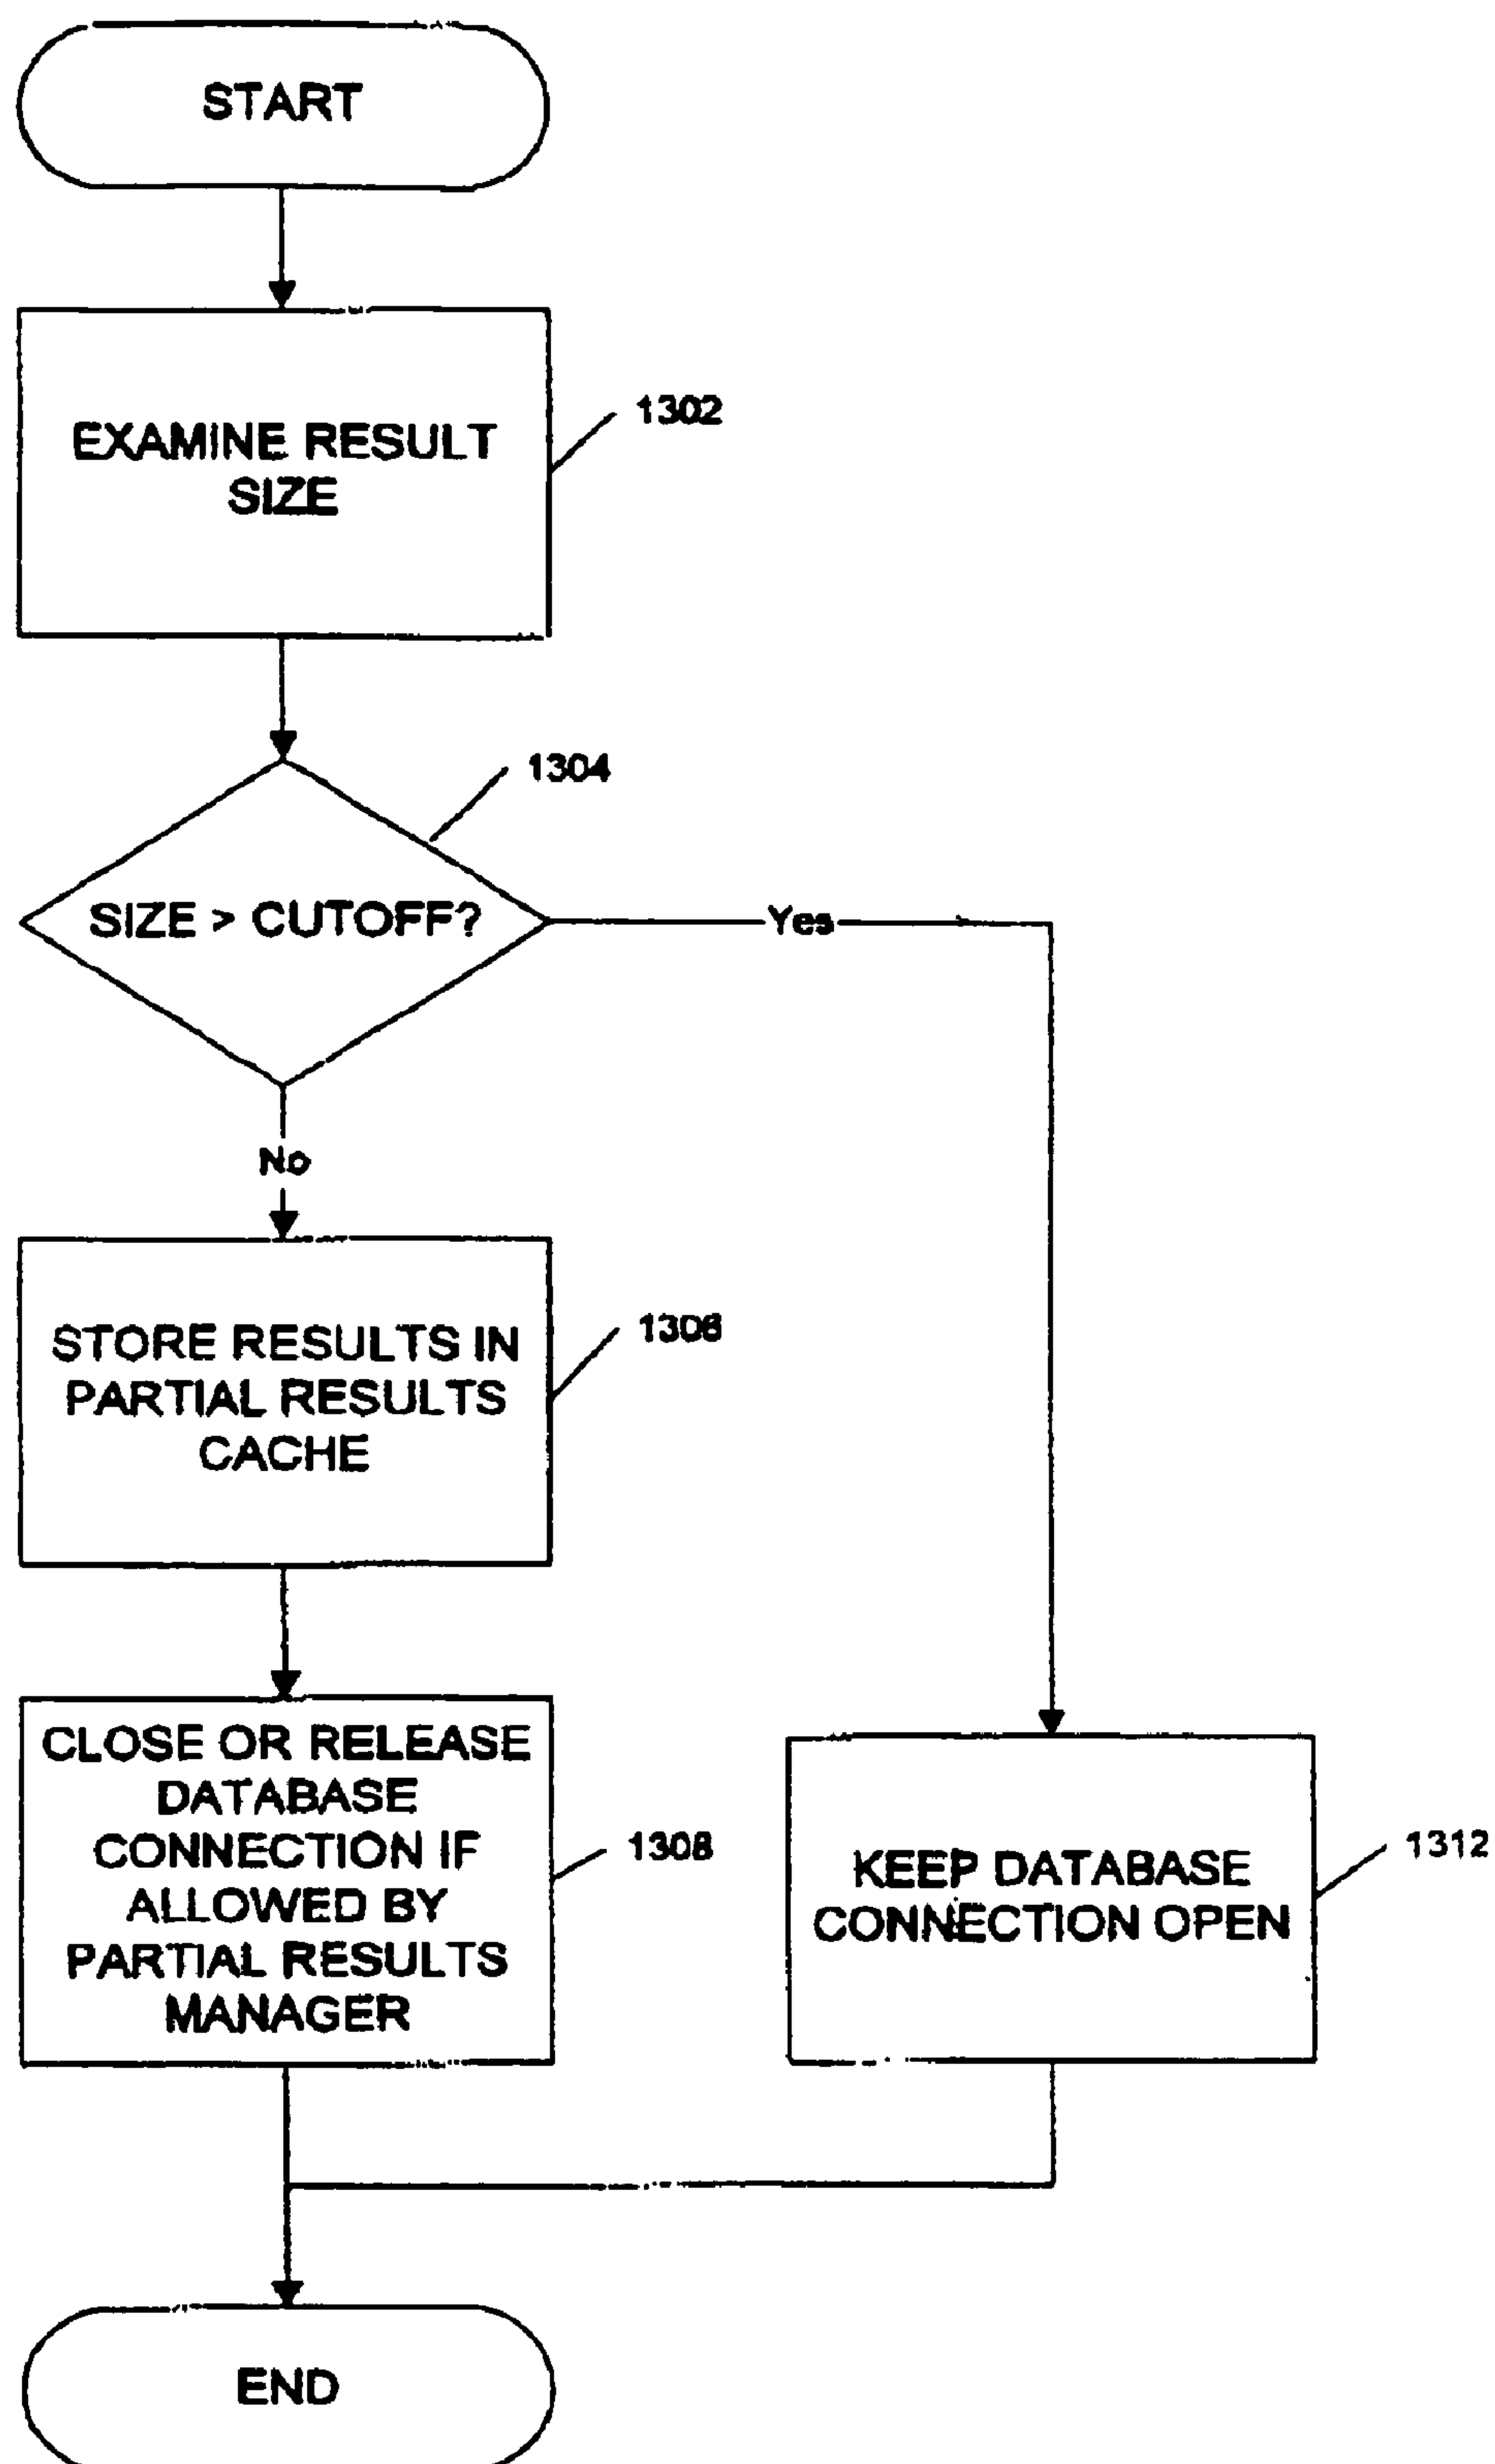 START
EXAMINE RESULT
SIZE
1302
1304
SIZE > CUTOFF?
Yes
No
STORE RESULTS IN
PARTIAL RESULTS
CACHE
1306
CLOSE OR RELEASE
DATABASE
CONNECTION IF
ALLOWED BY
PARTIAL RESULTS
MANAGER
1308
KEEP DATABASE
CONNECTION OPEN
1312
END